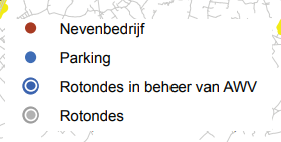 Nevenbedrijf
Parking
Rotondes in beheer van AWV
Rotondes